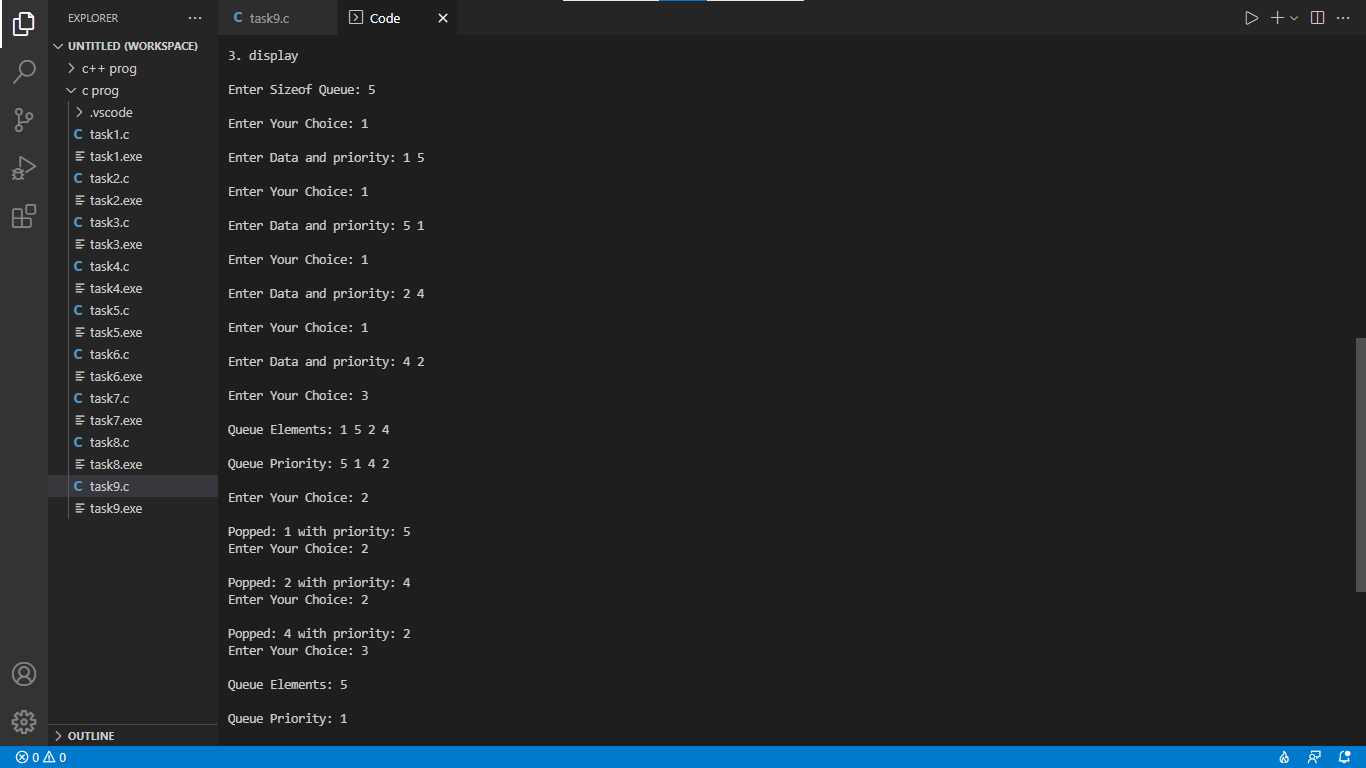 EXPLORER
UNTITLED (WORKSPACE)
c++ prog
c prog
.vscode
C task1.c
task1.exe
C task2.c
task2.exe
C task3.c
task3.exe
C task4.c
task4.exe
C task5.c
task5.exe
C task6.c
task6.exe
C task7.c
task7.exe
C task8.c
task8.exe
C task9.c
task9.exe
OUTLINE
C task9.c
Code
3. display
Enter Sizeof Queue: 5
Enter Your Choice: 1
Enter Data and priority: 1 5
Enter Your Choice: 1
Enter Data and priority: 5 1
Enter Your Choice: 1
Enter Data and priority: 2 4
Enter Your Choice: 1
Enter Data and priority: 4 2
Enter Your Choice: 3
Queue Elements: 1 5 2 4
Queue Priority: 5 1 4 2
Enter Your Choice: 2
Popped: 1 with priority: 5
Enter Your Choice: 2
Popped: 2 with priority: 4
Enter Your Choice: 2
Popped: 4 with priority: 2
Enter Your Choice: 3
Queue Elements: 5
Queue Priority: 1
0 0